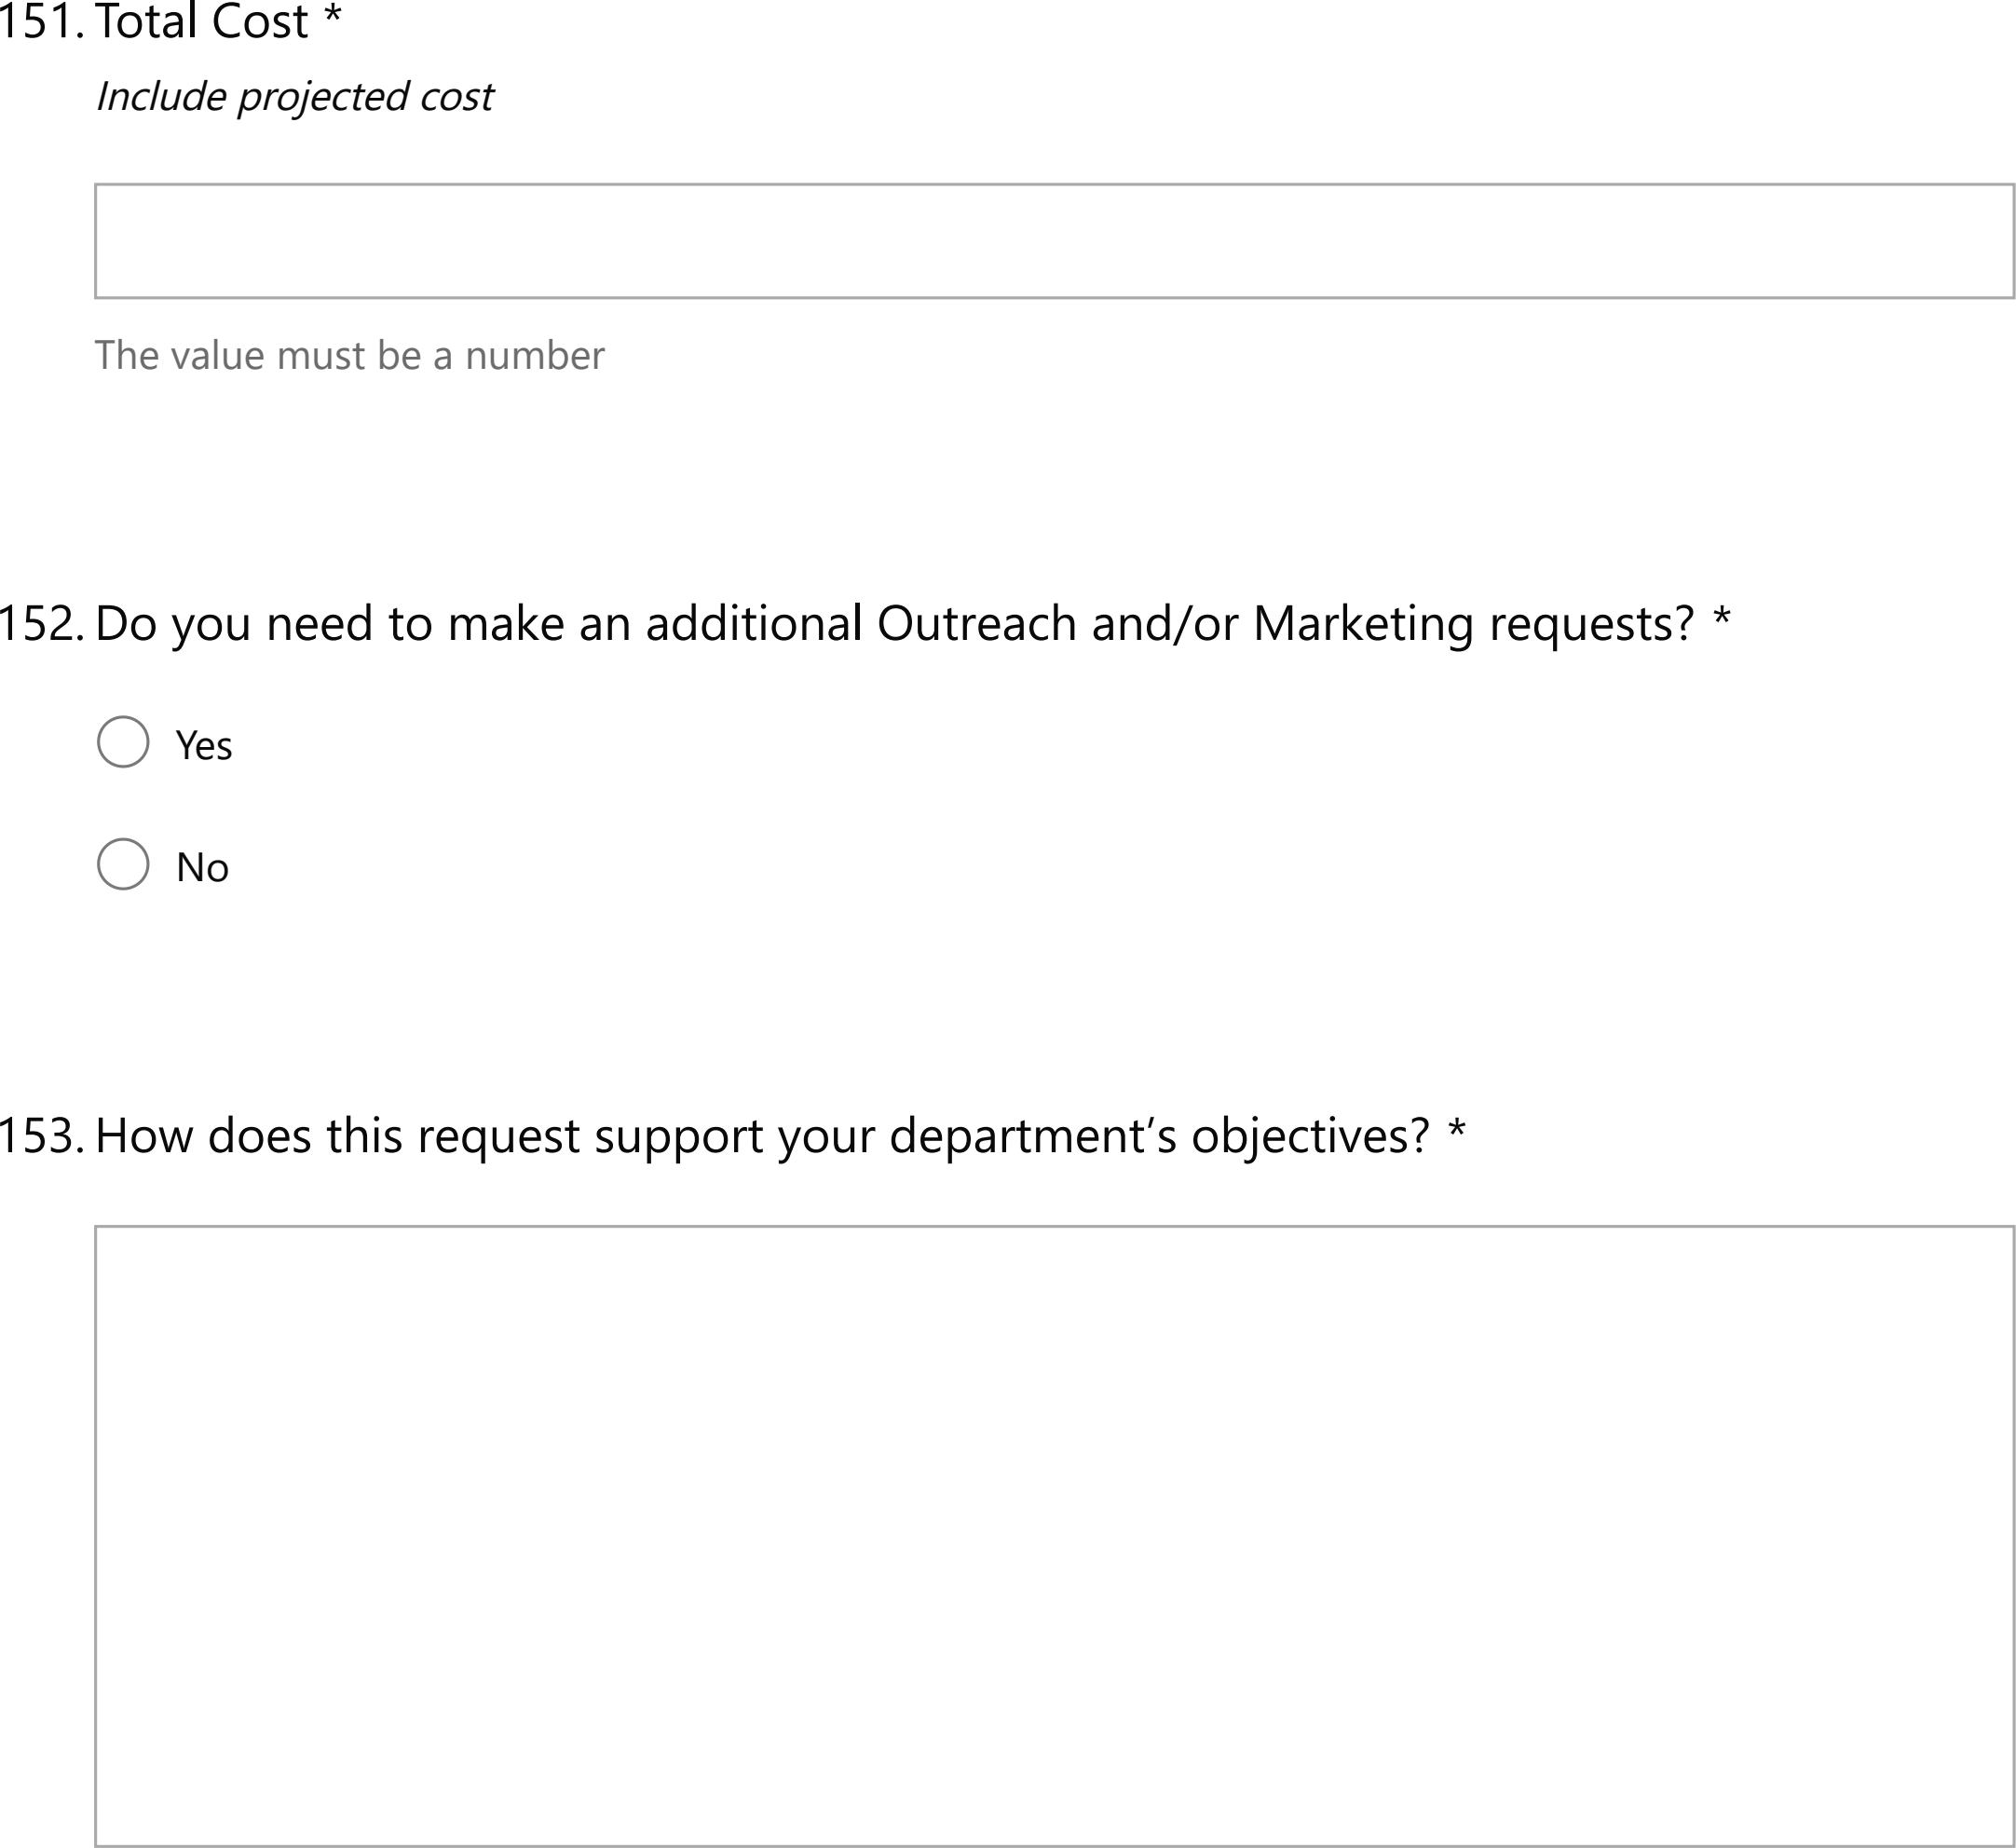 151. Total Cost *
Include projected cost
The value must be a number
152. Do you need to make an additional Outreach and/or Marketing requests? *
Yes
No
153. How does this request support your department’s objectives? *